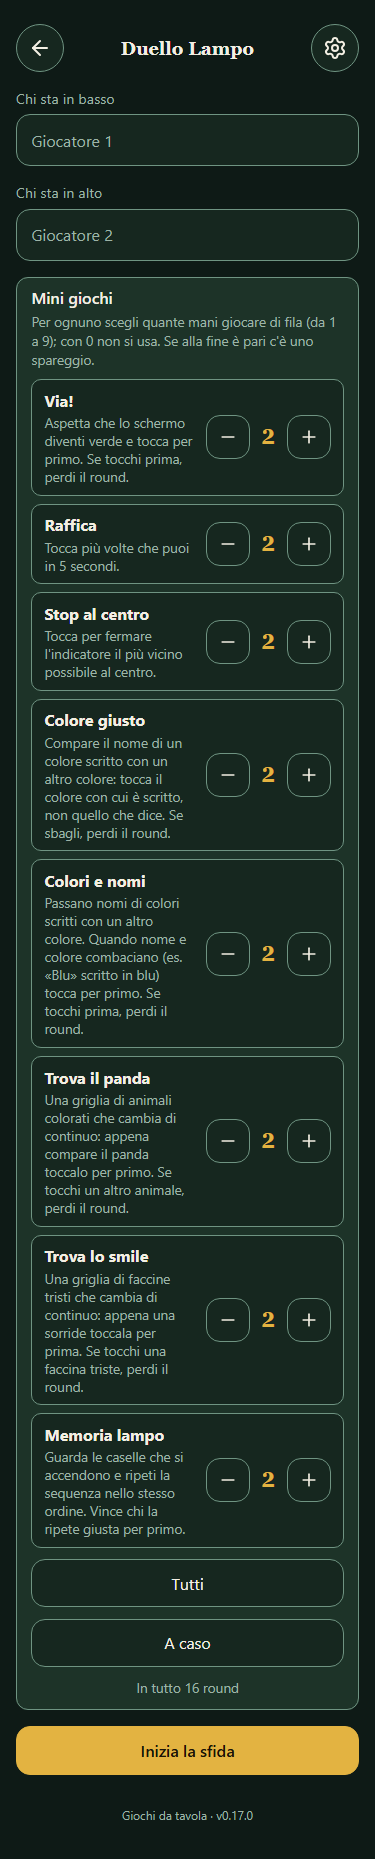 Duello Lampo
Chi sta in basso
Giocatore 1
Chi sta in alto
Giocatore 2
Mini giochi
Per ognuno scegli quante mani giocare di fila (da 1
a 9); con 0 non si usa. Se alla fine è pari c'è uno
spareggio.
Via!
Aspetta che lo schermo
diventi verde e tocca per
primo. Se tocchi prima,
perdi il round.
− 2 +
Raffica
Tocca più volte che puoi
in 5 secondi.
− 2 +
Stop al centro
Tocca per fermare
l'indicatore il più vicino
possibile al centro.
− 2 +
Colore giusto
Compare il nome di un
colore scritto con un
altro colore: tocca il
colore con cui è scritto,
non quello che dice. Se
sbagli, perdi il round.
− 2 +
Colori e nomi
Passano nomi di colori
scritti con un altro
colore. Quando nome e
colore combaciano (es.
«Blu» scritto in blu)
tocca per primo. Se
tocchi prima, perdi il
round.
− 2 +
Trova il panda
Una griglia di animali
colorati che cambia di
continuo: appena
compare il panda
toccalo per primo. Se
tocchi un altro animale,
perdi il round.
− 2 +
Trova lo smile
Una griglia di faccine
tristi che cambia di
continuo: appena una
sorride toccala per
prima. Se tocchi una
faccina triste, perdi il
round.
− 2 +
Memoria lampo
Guarda le caselle che si
accendono e ripeti la
sequenza nello stesso
ordine. Vince chi la
ripete giusta per primo.
− 2 +
Tutti
A caso
In tutto 16 round
Inizia la sfida
Giochi da tavola · v0.17.0